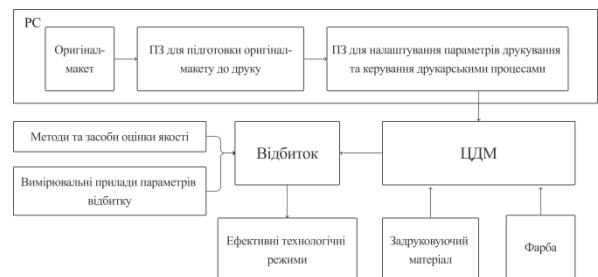 PC
Оригінал-
макет
ПЗ для підготовки оригінал-
макету до друку
ПЗ для налаштування параметрів друкування
та керування друкарськими процесами
Методи та засоби оцінки якості
Вимірювальні прилади параметрів
відбитку
Відбиток
ЦДМ
Ефективні технологічні
режими
Задруковуючий
матеріал
Фарба